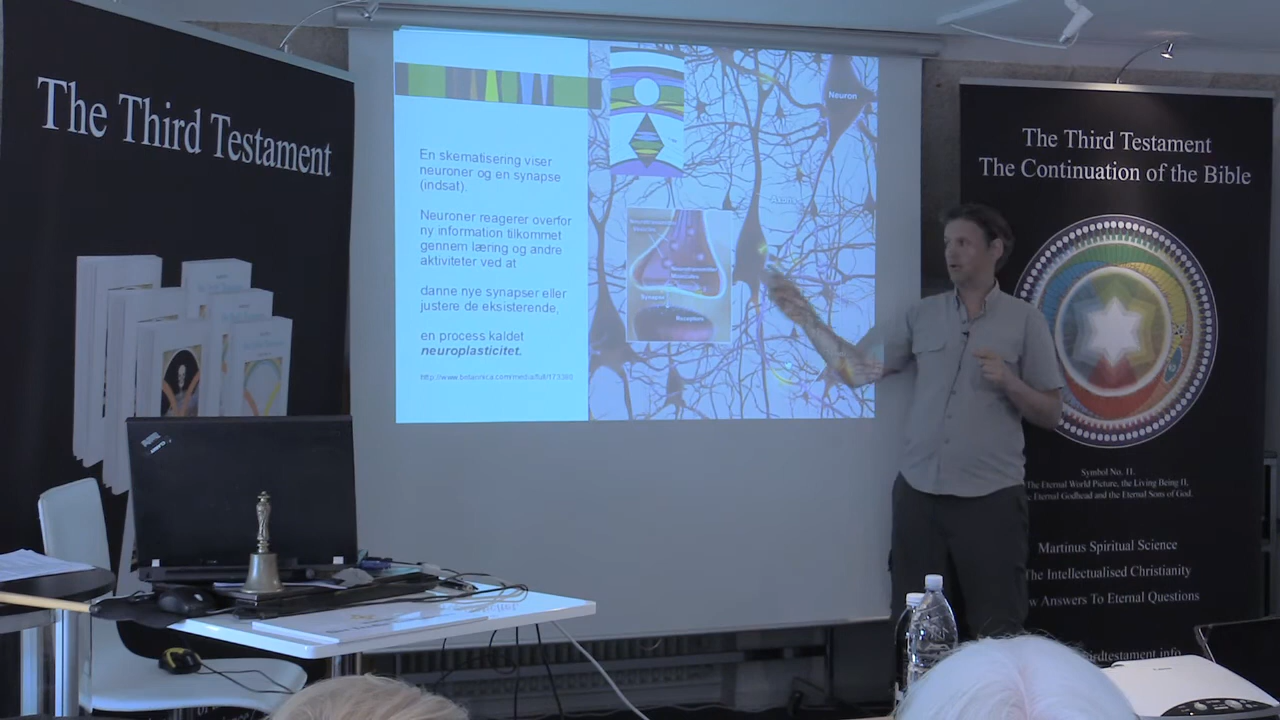 The Third Testament
En skematisering viser
neuroner og en synapse
(indsat).
Neuroner reagerer overfor
ny information tilkommet
gennem læring og andre
aktiviteter ved at
danne nye synapser eller
justere de eksisterende,
en process kaldet
neuroplasticitet.
Neuron
Synapse
Receptors
The Third Testament
The Continuation of the Bible
Symbol No. 11.
The Eternal World Picture, the Living Being II,
Eternal Godhead and the Eternal Sons of God.
Martinus Spiritual Science
The Intellectualised Christianity
Answers To Eternal Questions